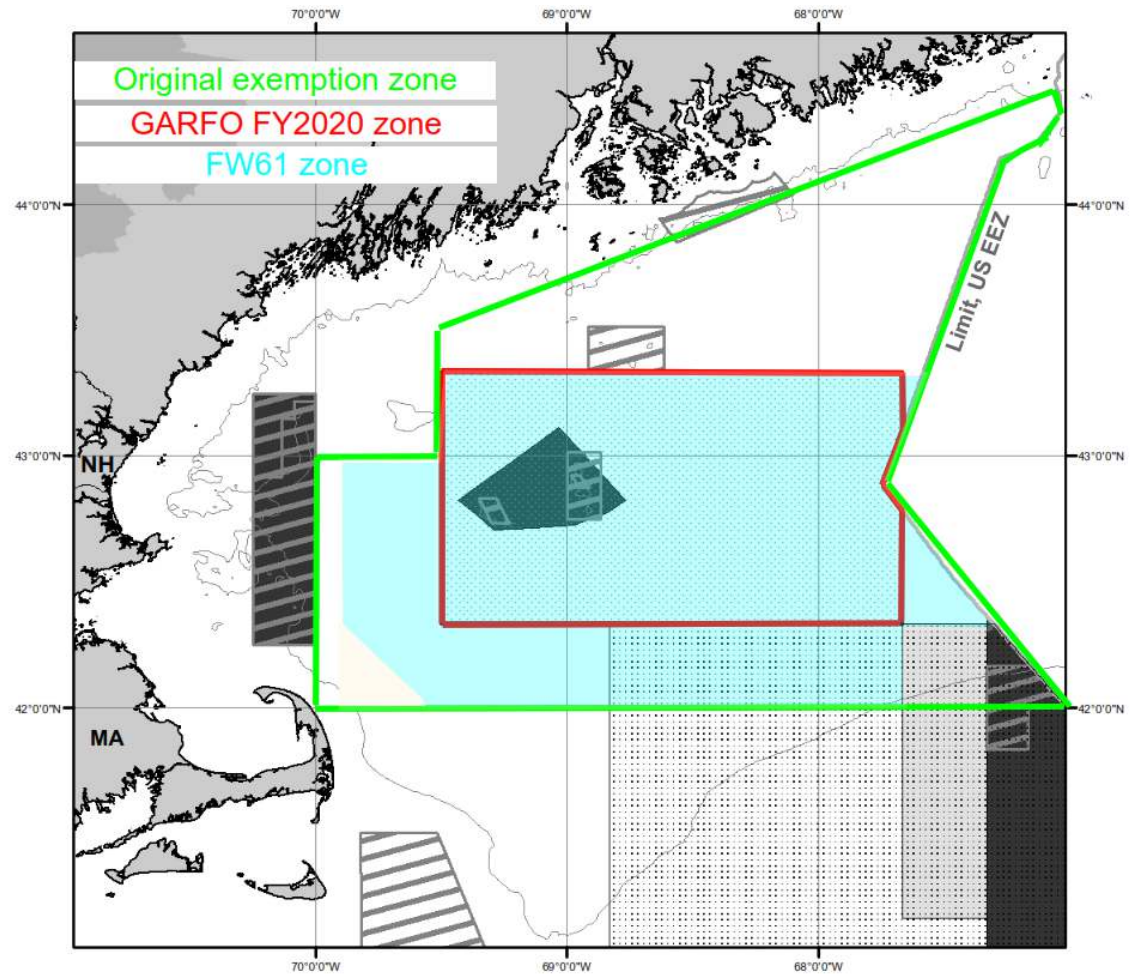 70°0'0"W 69°0'0"W 68°0'0"W
Original exemption zone
GARFO FY2020 zone
FW61 zone
44°0'0"N 44°0'0"N
Limit, US EEZ
43°0'0"N 43°0'0"N
NH
42°0'0"N 42°0'0"N
MA
70°0'0"W 69°0'0"W 68°0'0"W